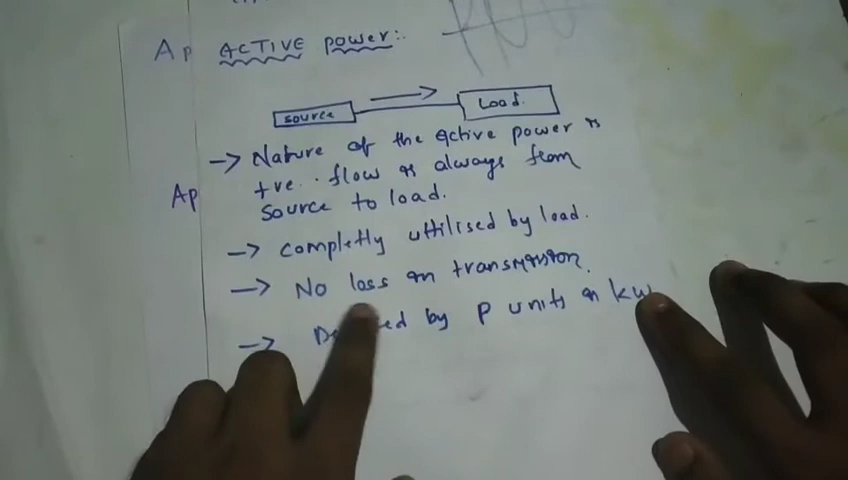 Ap ACTIVE power:-
source Load.
-> Nature of the active power is
+ve. flow is always from
Ap
source to load.
-> completly uttilised by load.
-> No loss in transmission.
-> by P units in kw